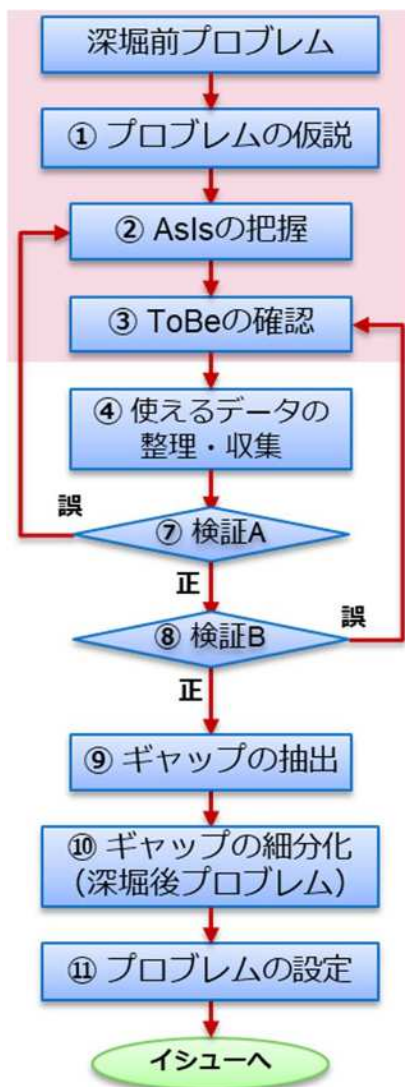 深堀前プロブレム
① プロブレムの仮説
② AsIsの把握
③ ToBeの確認
④ 使えるデータの
整理・収集
誤
⑦ 検証A
正
⑧ 検証B
誤
正
⑨ ギャップの抽出
⑩ ギャップの細分化
（深堀後プロブレム）
⑪ プロブレムの設定
イシューへ